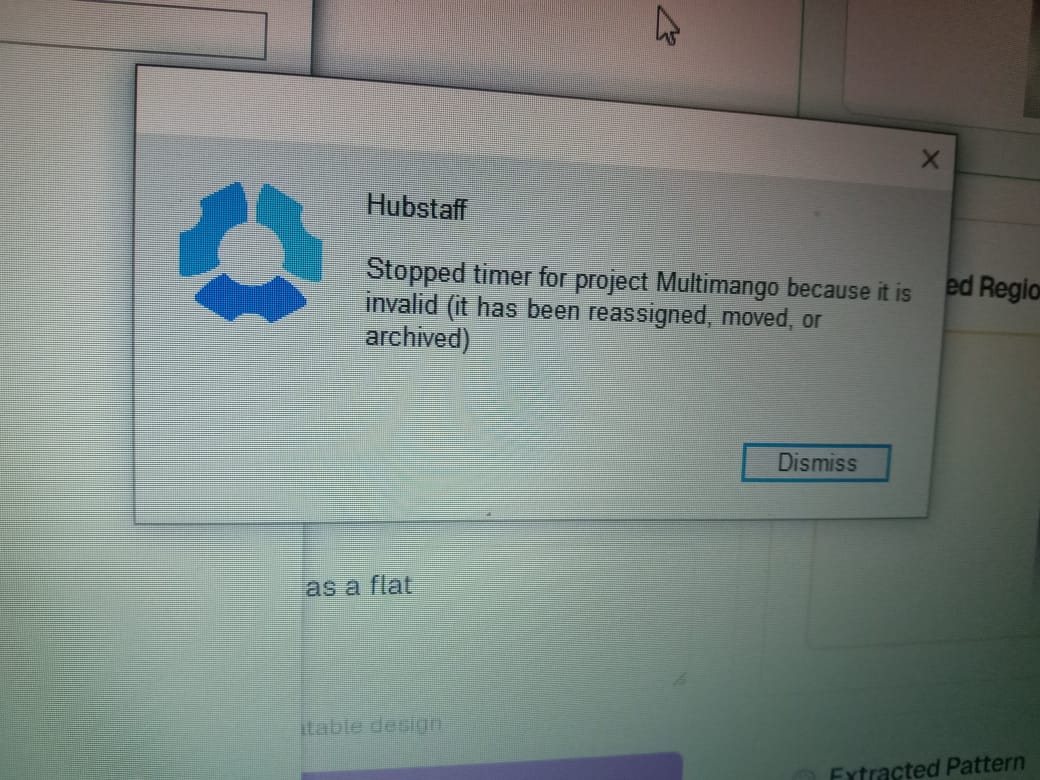 Hubstaff
Stopped timer for project Multimango because it is
invalid (it has been reassigned, moved, or
archived)
Dismiss
ed Regio
as a flat
table design
Extracted Pattern